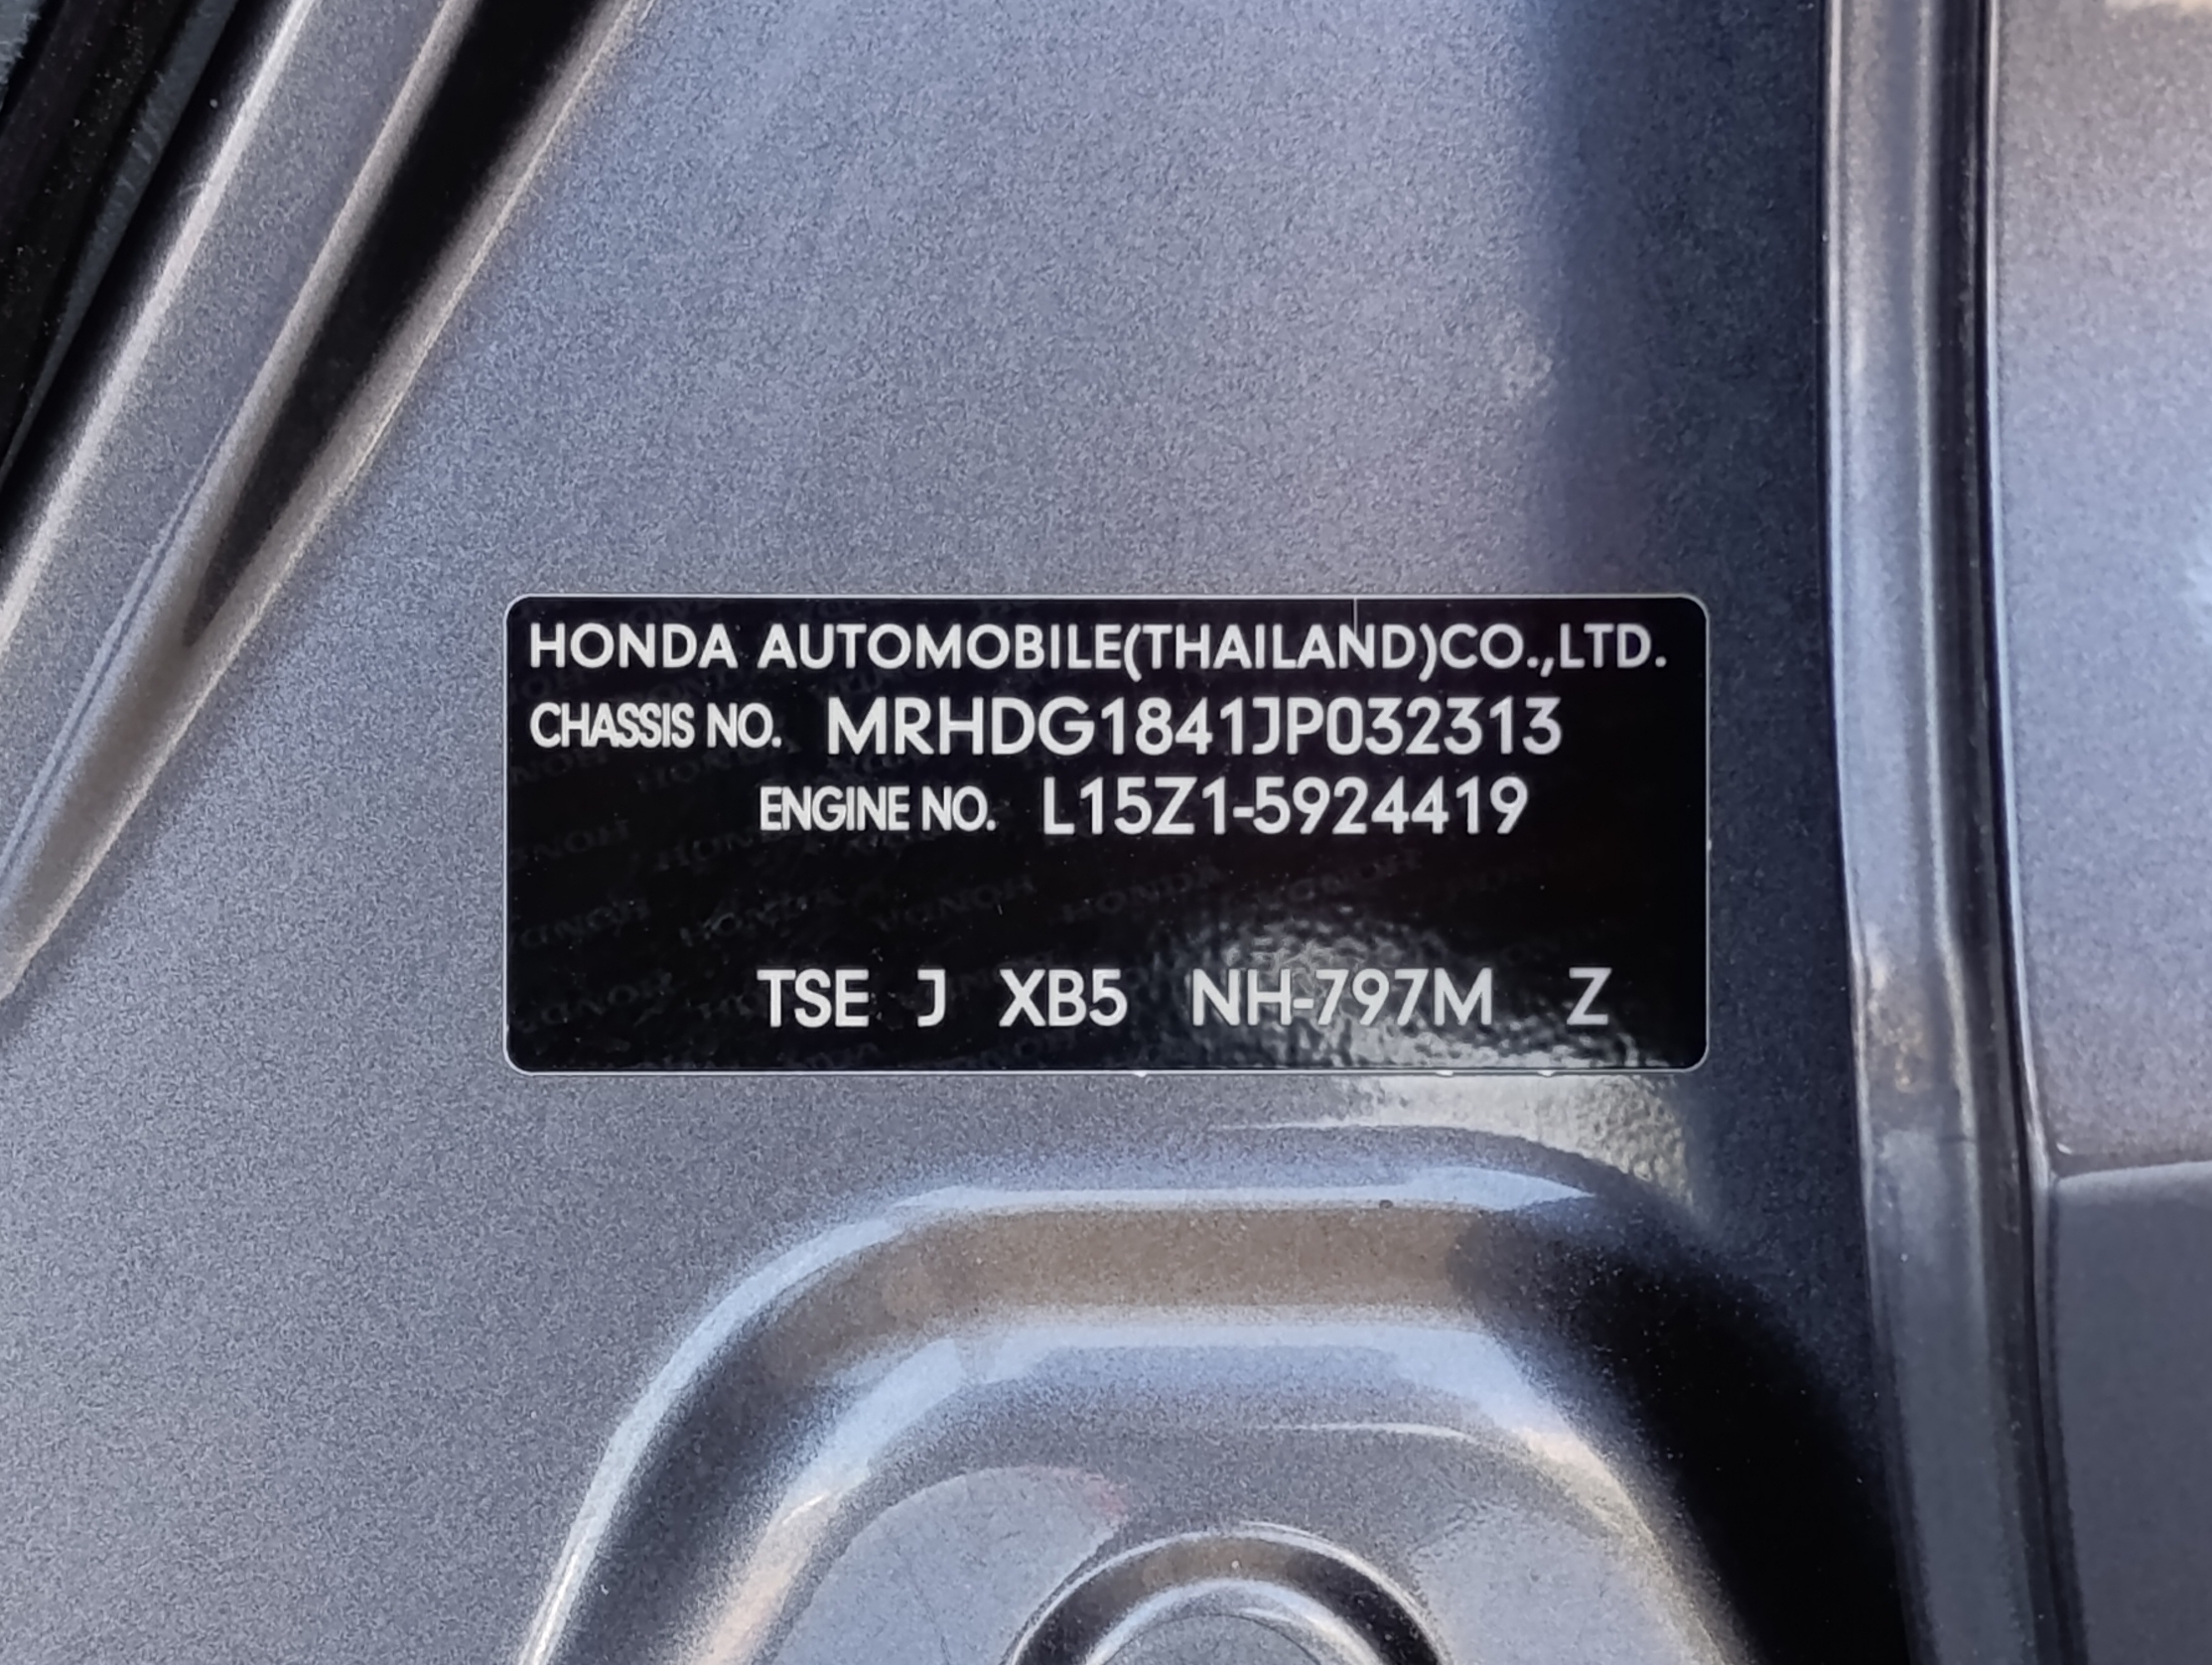 HONDA AUTOMOBILE(THAILAND)CO.,LTD.
CHASSIS NO. MRHDG1841JP032313
ENGINE NO. L15Z1-5924419
TSE J XB5 NH-797M Z